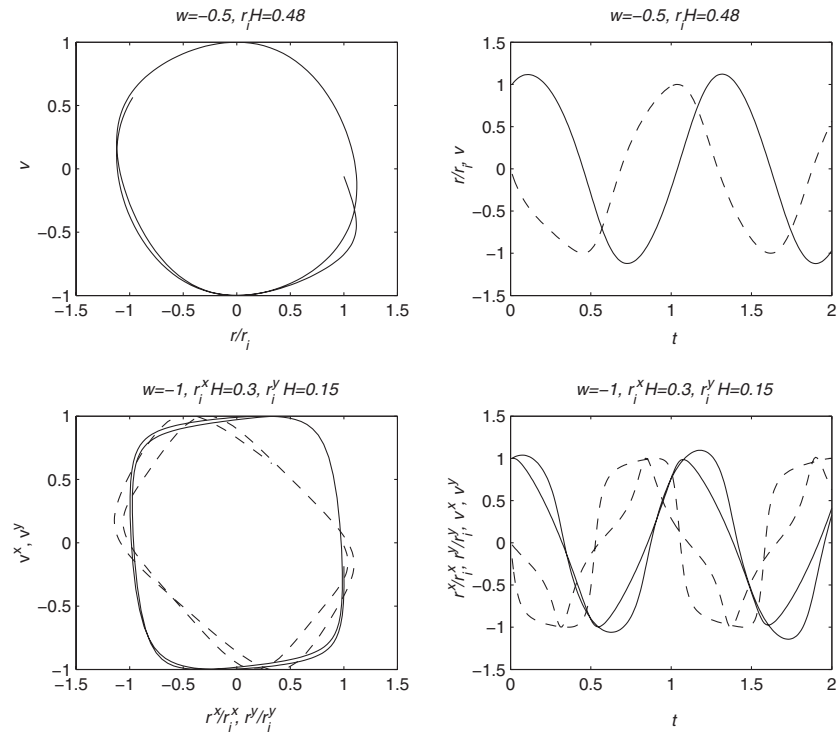 w=−0.5, r_i H=0.48
1
0.5
0
−0.5
−1
−1.5 −1 −0.5 0 0.5 1 1.5
v
r/r_i
w=−0.5, r_i H=0.48
1.5
1
0.5
0
−0.5
−1
−1.5
0 0.5 1 1.5 2
r/r_i, v
t
w=−1, r_i^x H=0.3, r_i^y H=0.15
1
0.5
0
−0.5
−1
−1.5 −1 −0.5 0 0.5 1 1.5
v^x, v^y
r^x/r_i^x, r^y/r_i^y
w=−1, r_i^x H=0.3, r_i^y H=0.15
1.5
1
0.5
0
−0.5
−1
−1.5
0 0.5 1 1.5 2
r^x/r_i^x, r^y/r_i^y, v^x, v^y
t